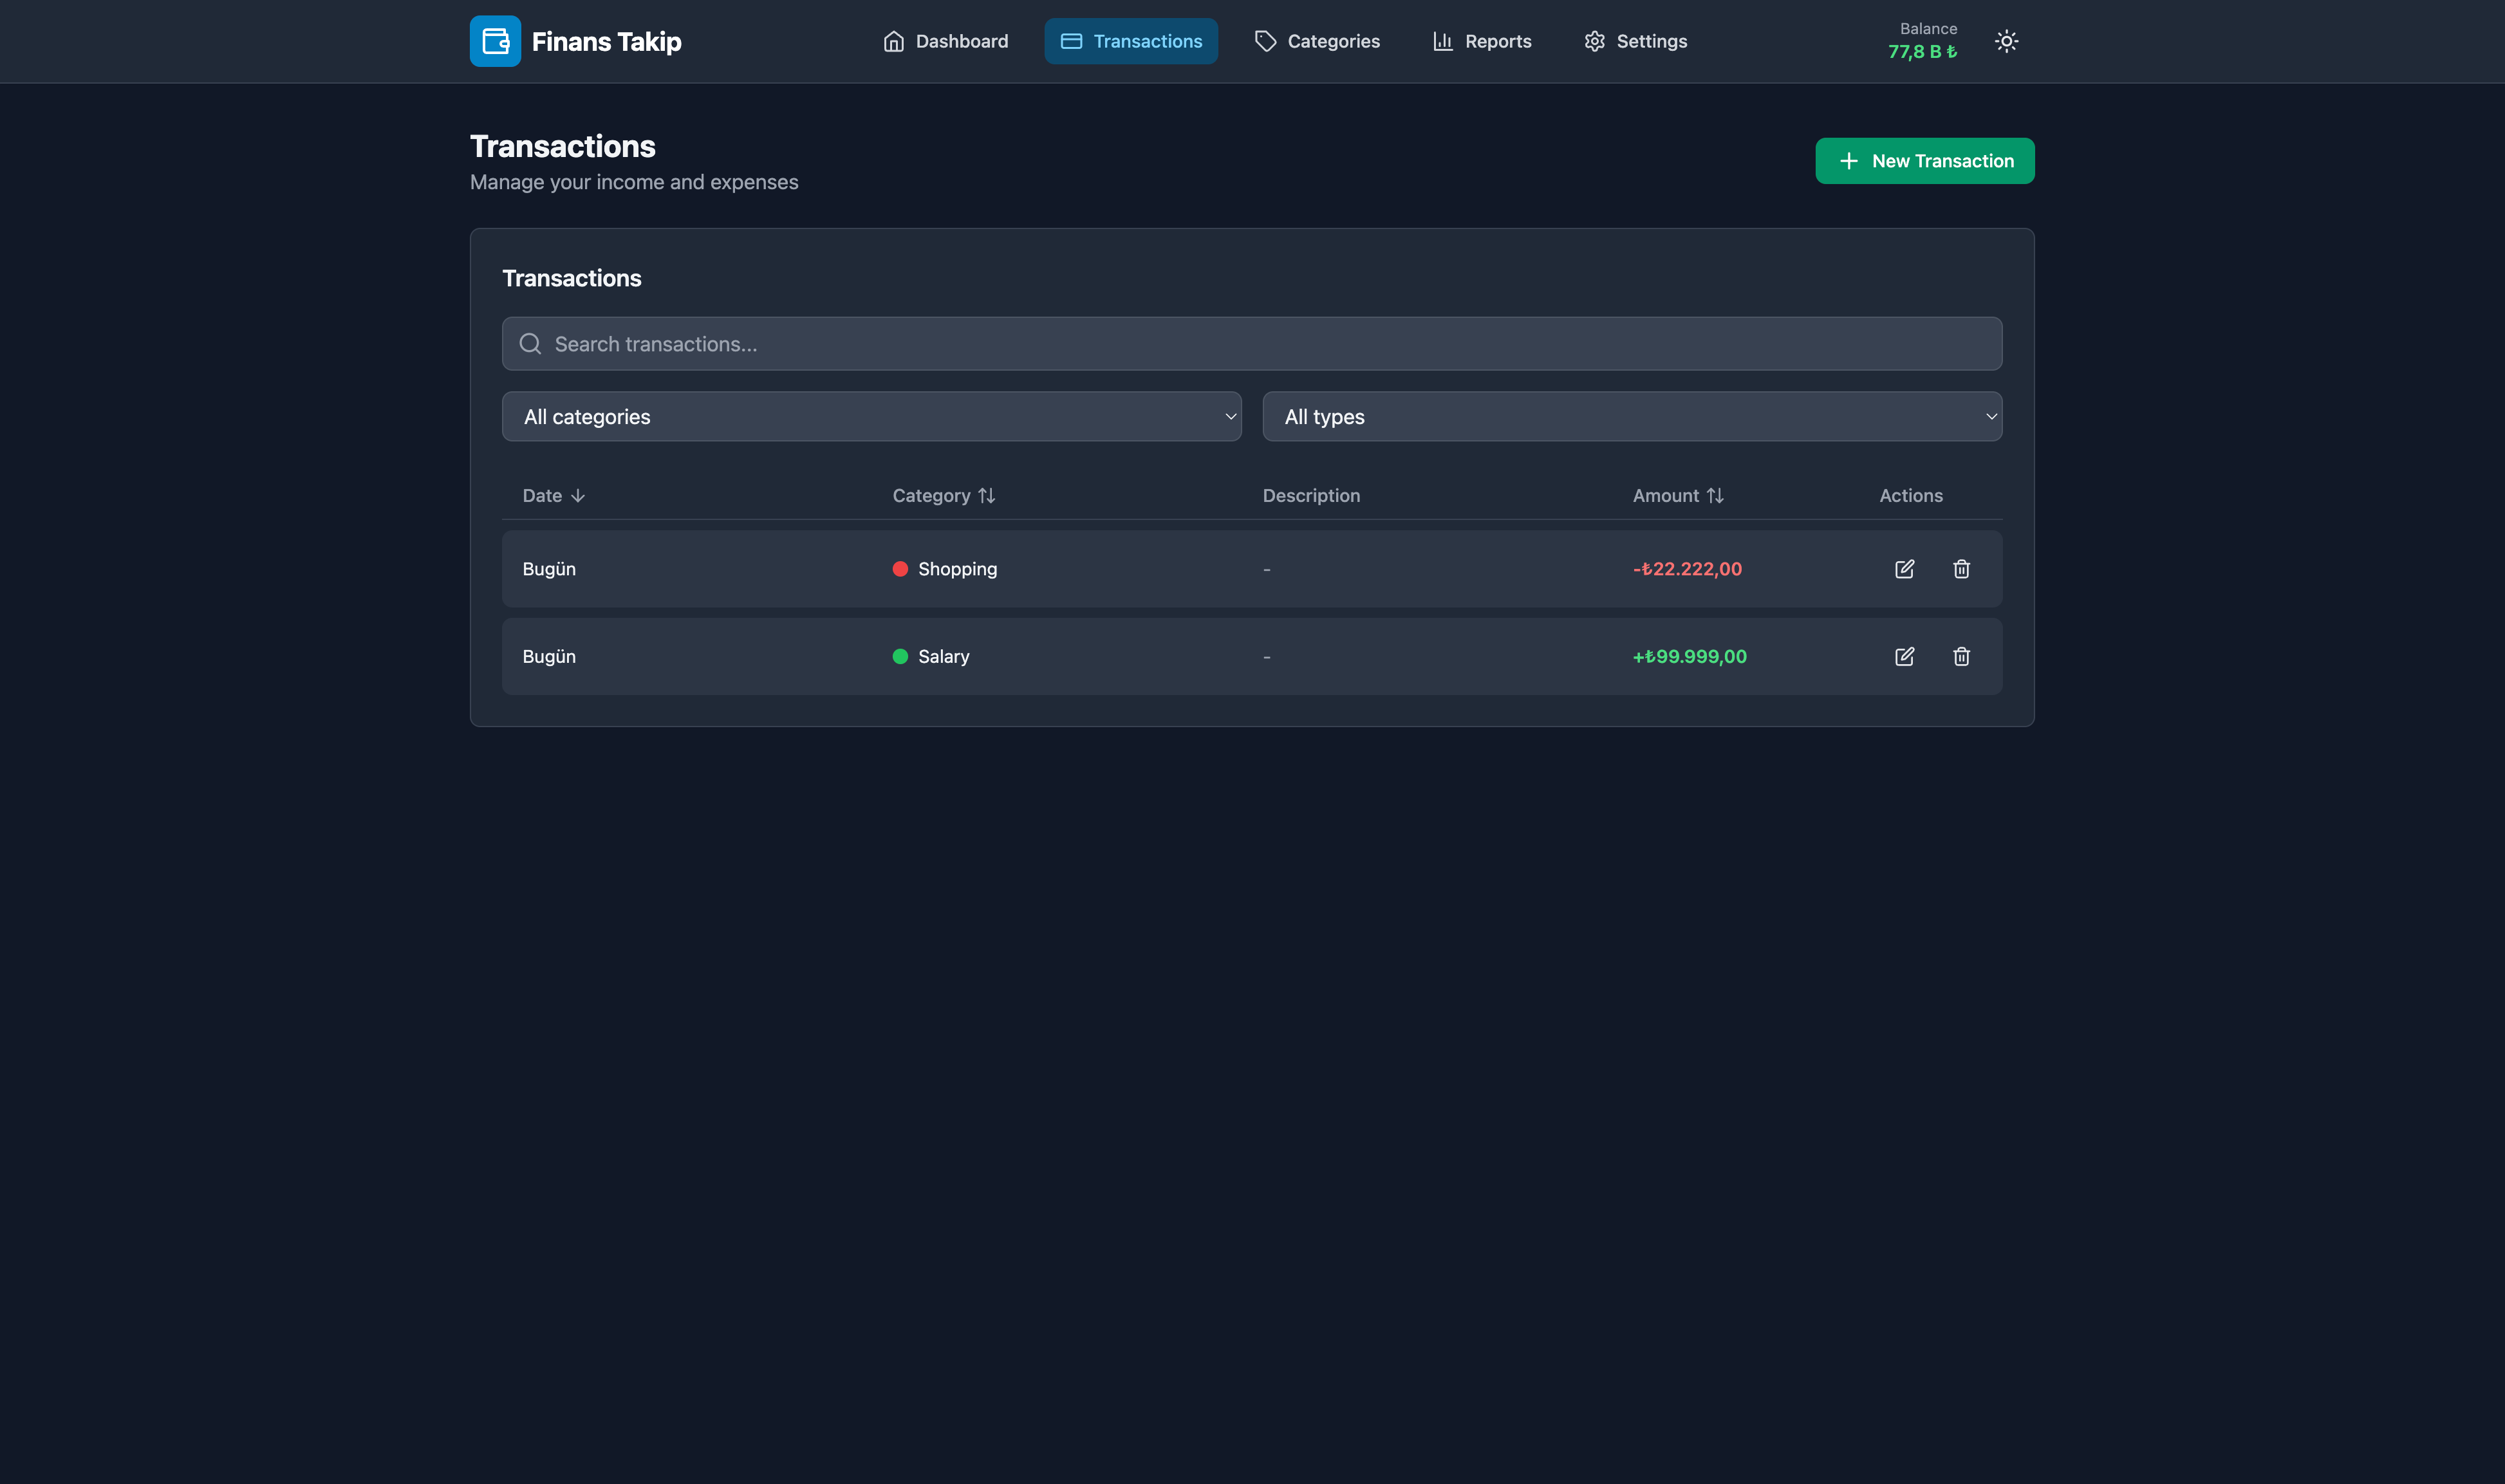 Finans Takip
Dashboard
Transactions
Categories
Reports
Settings
Balance
77,8 B ₺
Transactions
Manage your income and expenses
New Transaction
Transactions
Search transactions...
All categories
All types
Date
Category
Description
Amount
Actions
Bugün
Shopping
-
-₺22.222,00
Bugün
Salary
-
+₺99.999,00